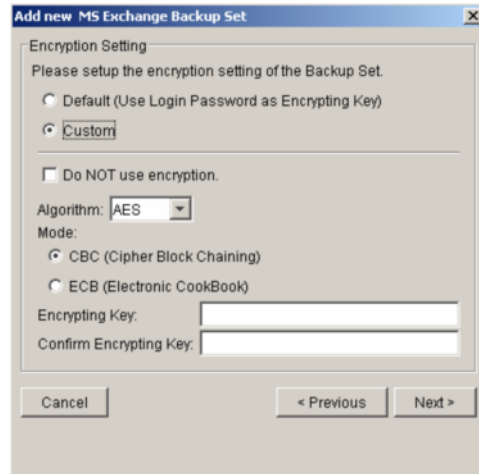 Add new MS Exchange Backup Set
Encryption Setting
Please setup the encryption setting of the Backup Set.
Default (Use Login Password as Encrypting Key)
Custom
Do NOT use encryption.
Algorithm: AES
Mode:
CBC (Cipher Block Chaining)
ECB (Electronic CookBook)
Encrypting Key:
Confirm Encrypting Key:
Cancel < Previous Next >